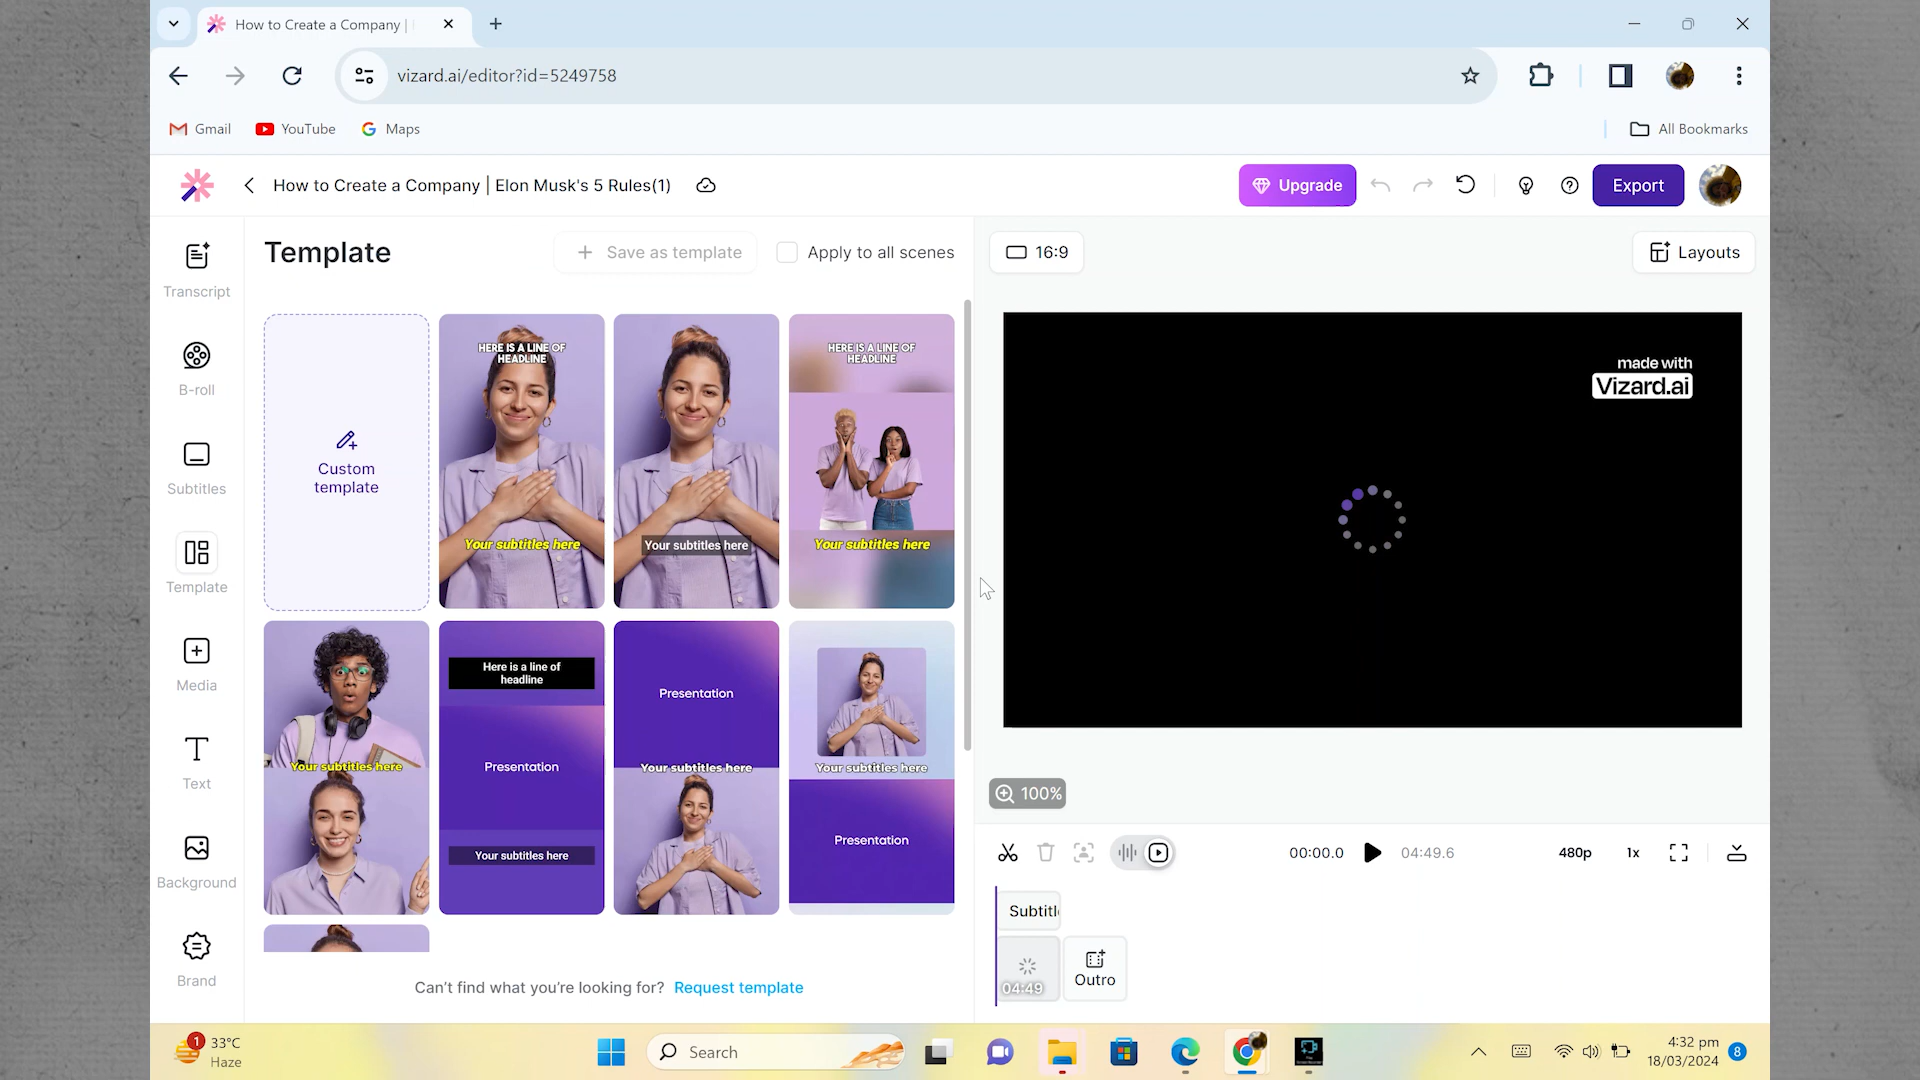 How to Create a Company |
vizard.ai/editor?id=5249758
Gmail
YouTube
Maps
All Bookmarks
How to Create a Company | Elon Musk's 5 Rules(1)
Upgrade
Export
Transcript
B-roll
Subtitles
Template
Media
Text
Background
Brand
Template
+ Save as template
Apply to all scenes
Custom
template
HERE IS A LINE OF
HEADLINE
Your subtitles here
Your subtitles here
HERE IS A LINE OF
HEADLINE
Your subtitles here
Your subtitles here
Here is a line of
headline
Presentation
Your subtitles here
Presentation
Your subtitles here
Your subtitles here
Presentation
Can't find what you're looking for? Request template
16:9
Layouts
made with
Vizard.ai
100%
00:00.0
04:49.6
480p
1x
Subtitl
04:49
Outro
1
33°C
Haze
Search
4:32 pm
18/03/2024
8